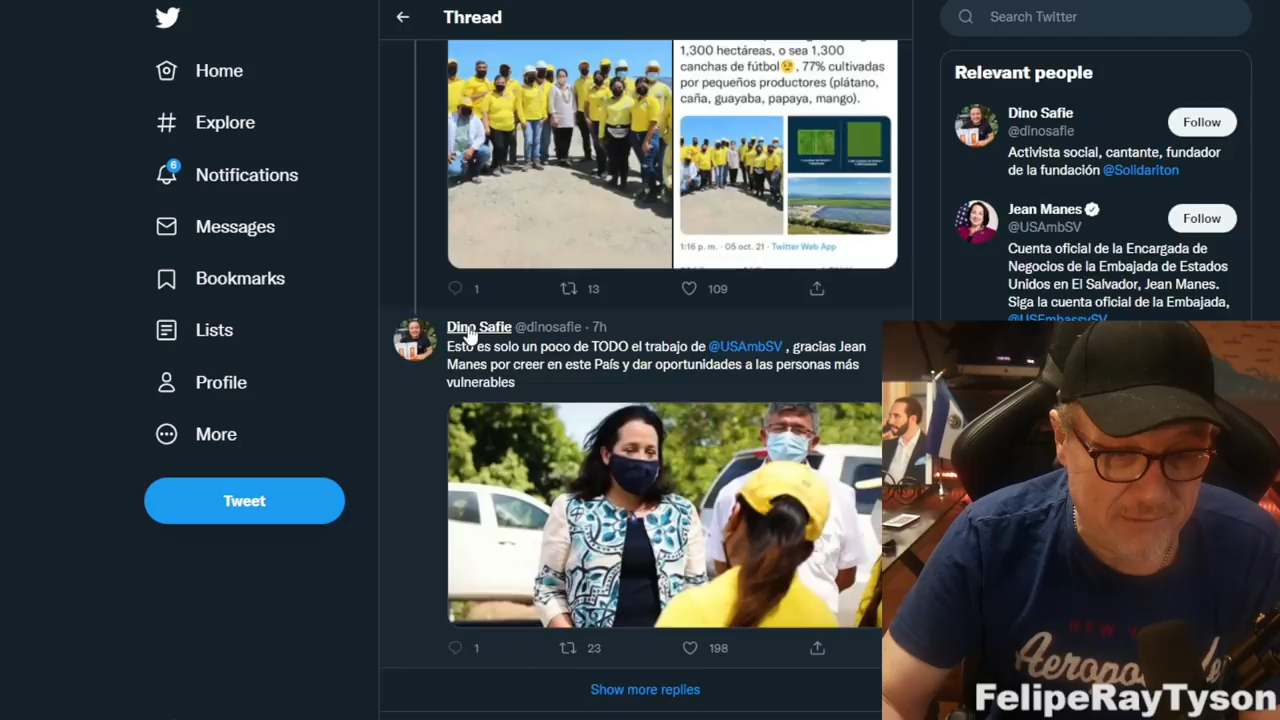 Thread
Search Twitter
Home
Explore
6
Notifications
Messages
Bookmarks
Lists
Profile
More
Tweet
1,300 hectáreas, o sea 1,300
canchas de fútbol😟, 77% cultivadas
por pequeños productores (plátano,
caña, guayaba, papaya, mango).
1:16 p. m. · 05 oct. 21 · Twitter Web App
1 13 109
Dino Safie @dinosafie · 7h
Esto es solo un poco de TODO el trabajo de @USAmbSV , gracias Jean
Manes por creer en este País y dar oportunidades a las personas más
vulnerables
1 23 198
Show more replies
Relevant people
Dino Safie
@dinosafie
Follow
Activista social, cantante, fundador
de la fundación @Solidariton
Jean Manes
@USAmbSV
Follow
Cuenta oficial de la Encargada de
Negocios de la Embajada de Estados
Unidos en El Salvador, Jean Manes.
Siga la cuenta oficial de la Embajada,
@USEmbassySV
NEW
FelipeRayTyson